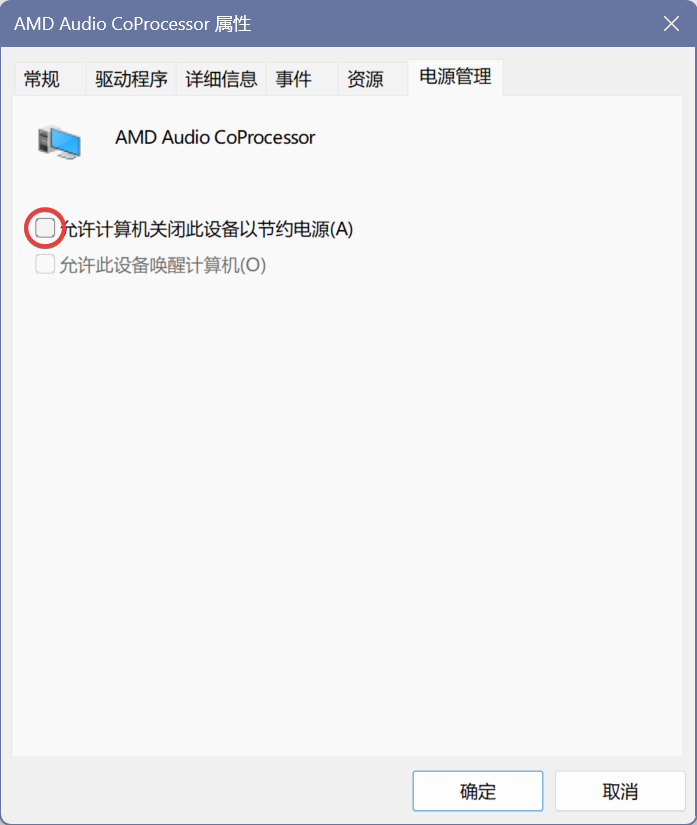 AMD Audio CoProcessor 属性
常规 驱动程序 详细信息 事件 资源 电源管理
AMD Audio CoProcessor
允许计算机关闭此设备以节约电源(A)
允许此设备唤醒计算机(O)
确定 取消